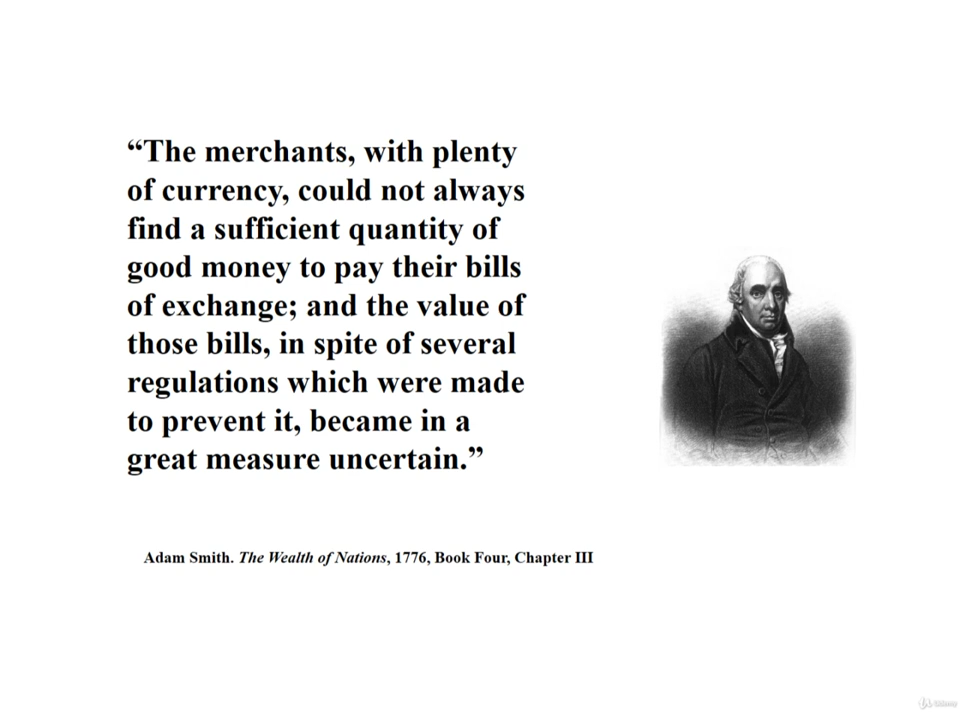 “The merchants, with plenty
of currency, could not always
find a sufficient quantity of
good money to pay their bills
of exchange; and the value of
those bills, in spite of several
regulations which were made
to prevent it, became in a
great measure uncertain.”
Adam Smith. The Wealth of Nations, 1776, Book Four, Chapter III
Udemy